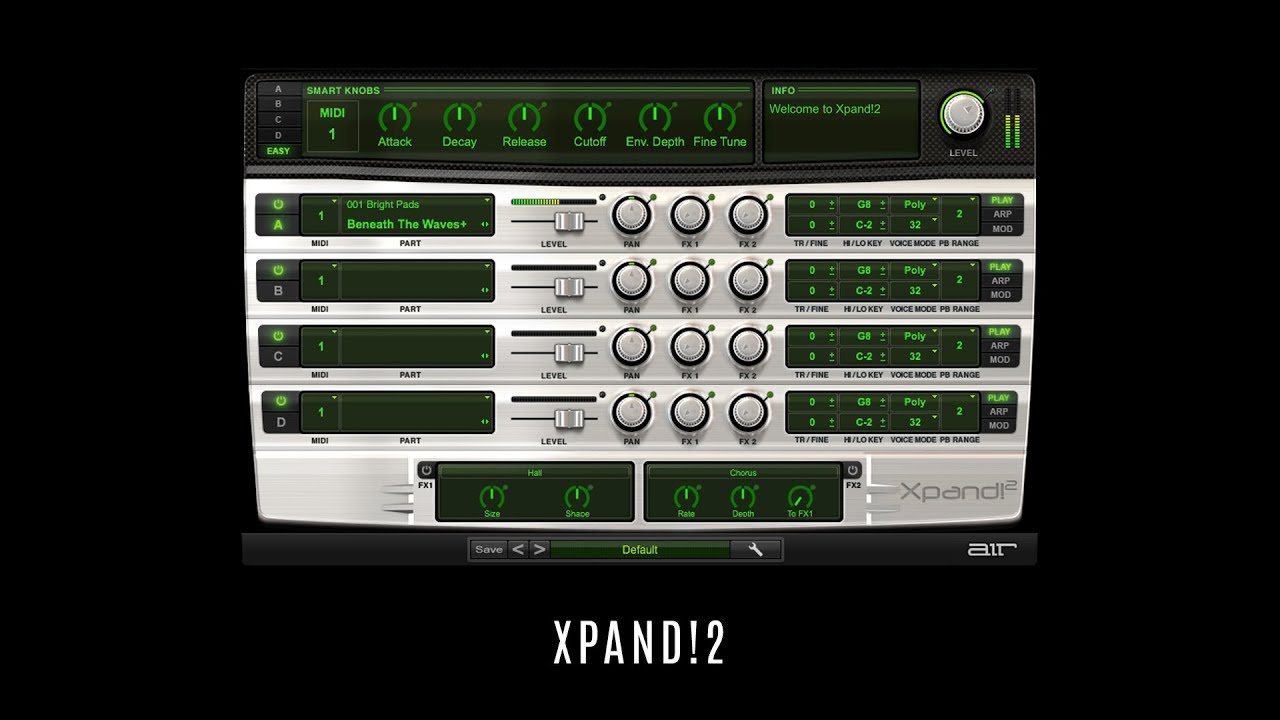 A
B
C
D
EASY
SMART KNOBS
MIDI
1
Attack
Decay
Release
Cutoff
Env. Depth
Fine Tune
INFO
Welcome to Xpand!2
LEVEL
A
1
001 Bright Pads
Beneath The Waves+
0 ± G8 ± Poly
2
0 ± C-2 ± 32
PLAY
ARP
MOD
MIDI PART LEVEL PAN FX 1 FX 2 TR / FINE HI / LO KEY VOICE MODE PB RANGE
B
1
0 ± G8 ± Poly
2
0 ± C-2 ± 32
PLAY
ARP
MOD
MIDI PART LEVEL PAN FX 1 FX 2 TR / FINE HI / LO KEY VOICE MODE PB RANGE
C
1
0 ± G8 ± Poly
2
0 ± C-2 ± 32
PLAY
ARP
MOD
MIDI PART LEVEL PAN FX 1 FX 2 TR / FINE HI / LO KEY VOICE MODE PB RANGE
D
1
0 ± G8 ± Poly
2
0 ± C-2 ± 32
PLAY
ARP
MOD
MIDI PART LEVEL PAN FX 1 FX 2 TR / FINE HI / LO KEY VOICE MODE PB RANGE
FX1
Hall
Size Shape
Chorus
Rate Depth To FX1
FX2
Xpand!2
Save < > Default
air
XPAND!2